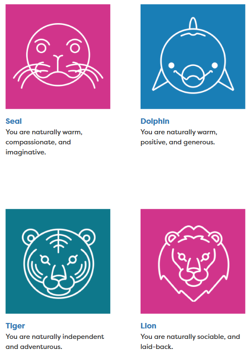 Seal
You are naturally warm,
compassionate, and
imaginative.
Dolphin
You are naturally warm,
positive, and generous.
Tiger
You are naturally independent
and adventurous.
Lion
You are naturally sociable, and
laid-back.